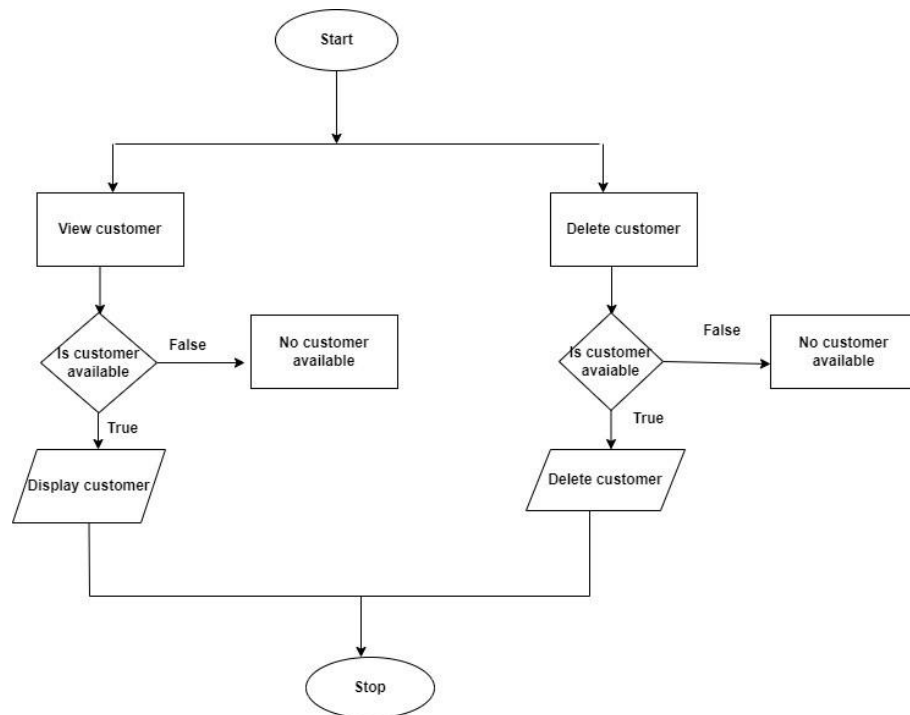 Start
View customer
Delete customer
Is customer
available
False
No customer
available
Is customer
avaiable
False
No customer
available
True
True
Display customer
Delete customer
Stop